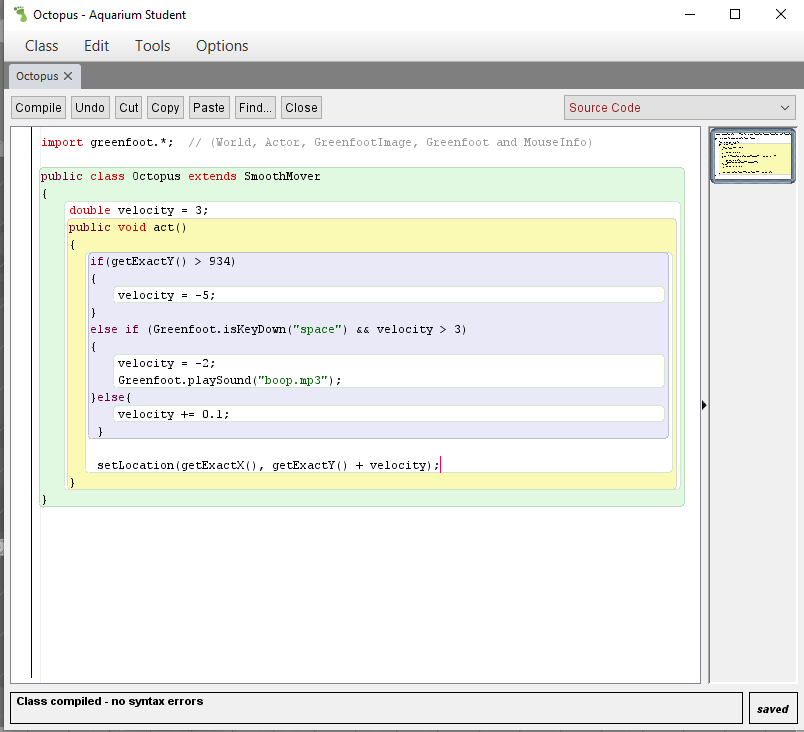 Octopus - Aquarium Student
Class Edit Tools Options
Octopus
Compile Undo Cut Copy Paste Find... Close Source Code
import greenfoot.*;  // (World, Actor, GreenfootImage, Greenfoot and MouseInfo)
public class Octopus extends SmoothMover
{
double velocity = 3;
public void act()
{
if(getExactY() > 934)
{
velocity = -5;
}
else if (Greenfoot.isKeyDown("space") && velocity > 3)
{
velocity = -2;
Greenfoot.playSound("boop.mp3");
}else{
velocity += 0.1;
}
setLocation(getExactX(), getExactY() + velocity);
}
}
Class compiled - no syntax errors
saved